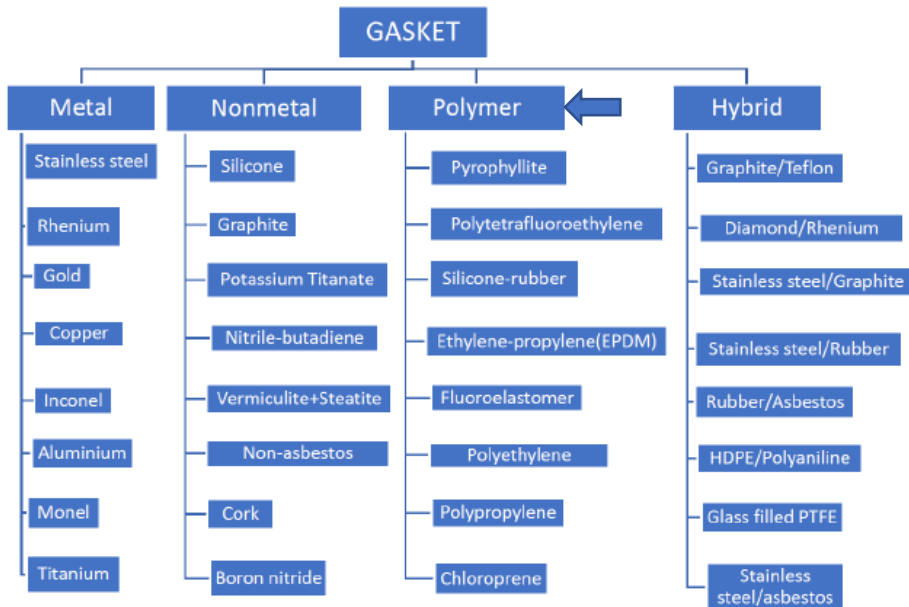 GASKET
Metal
Stainless steel
Rhenium
Gold
Copper
Inconel
Aluminium
Monel
Titanium
Nonmetal
Silicone
Graphite
Potassium Titanate
Nitrile-butadiene
Vermiculite+Steatite
Non-asbestos
Cork
Boron nitride
Polymer
Pyrophyllite
Polytetrafluoroethylene
Silicone-rubber
Ethylene-propylene(EPDM)
Fluoroelastomer
Polyethylene
Polypropylene
Chloroprene
Hybrid
Graphite/Teflon
Diamond/Rhenium
Stainless steel/Graphite
Stainless steel/Rubber
Rubber/Asbestos
HDPE/Polyaniline
Glass filled PTFE
Stainless
steel/asbestos